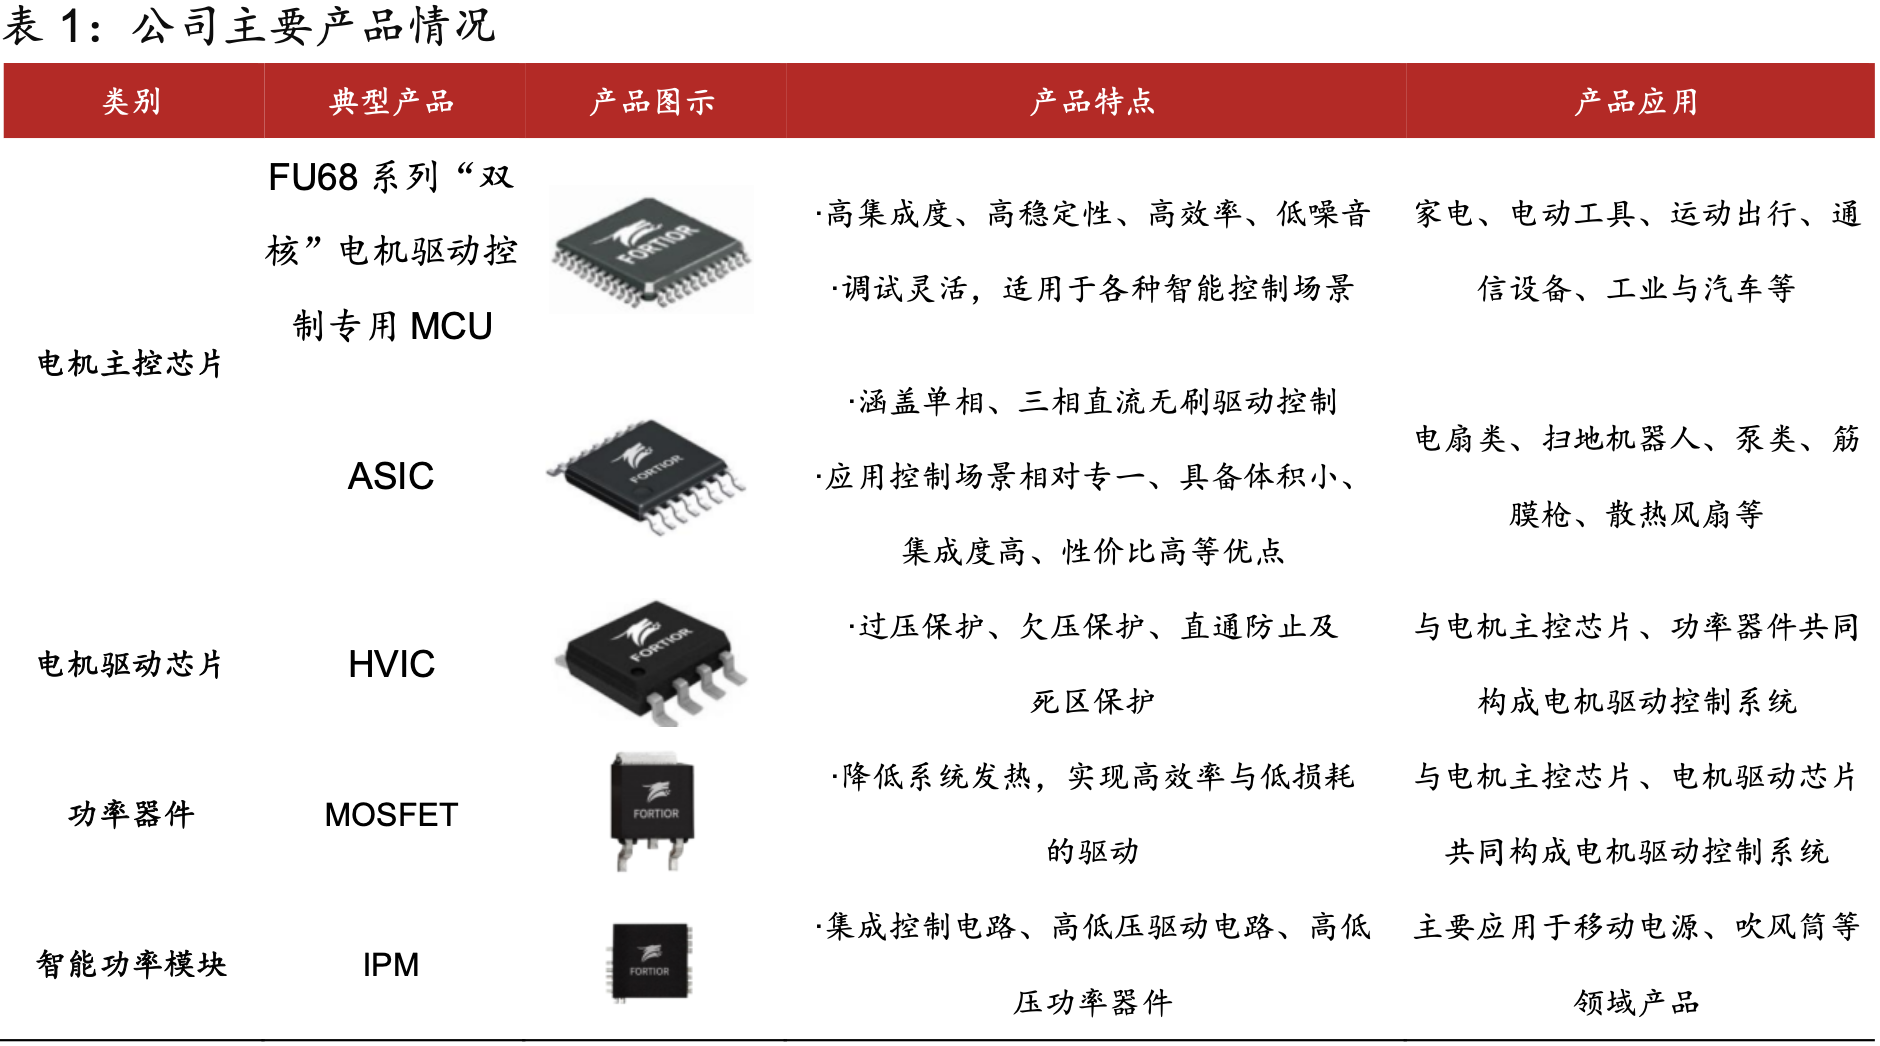 表 1：公司主要产品情况
类别 典型产品 产品图示 产品特点 产品应用
电机主控芯片
FU68 系列“双
核”电机驱动控
制专用 MCU
FORTIOR
·高集成度、高稳定性、高效率、低噪音
·调试灵活，适用于各种智能控制场景
家电、电动工具、运动出行、通
信设备、工业与汽车等
ASIC
FORTIOR
·涵盖单相、三相直流无刷驱动控制
·应用控制场景相对专一、具备体积小、
集成度高、性价比高等优点
电扇类、扫地机器人、泵类、筋
膜枪、散热风扇等
电机驱动芯片
HVIC
FORTIOR
·过压保护、欠压保护、直通防止及
死区保护
与电机主控芯片、功率器件共同
构成电机驱动控制系统
功率器件
MOSFET
FORTIOR
·降低系统发热，实现高效率与低损耗
的驱动
与电机主控芯片、电机驱动芯片
共同构成电机驱动控制系统
智能功率模块
IPM
FORTIOR
·集成控制电路、高低压驱动电路、高低
压功率器件
主要应用于移动电源、吹风筒等
领域产品